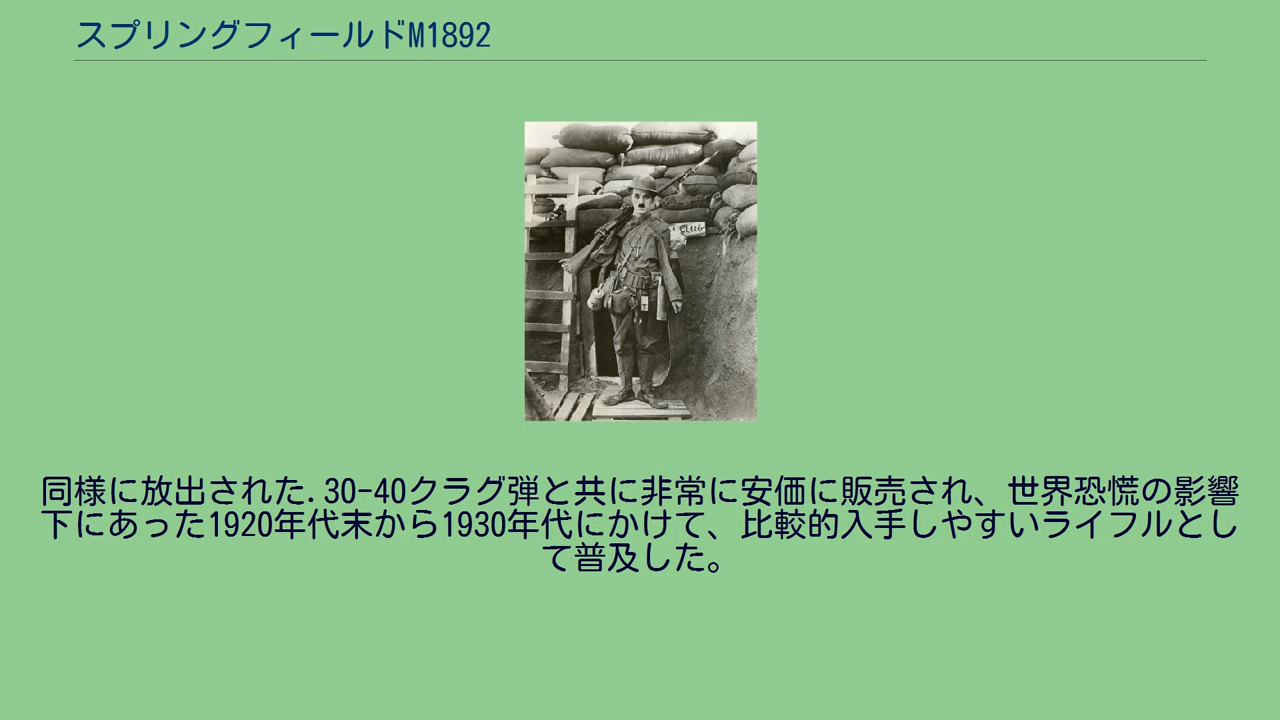 スプリングフィールドM1892
Club
同様に放出された.30-40クラグ弾と共に非常に安価に販売され、世界恐慌の影響
下にあった1920年代末から1930年代にかけて、比較的入手しやすいライフルとし
て普及した。